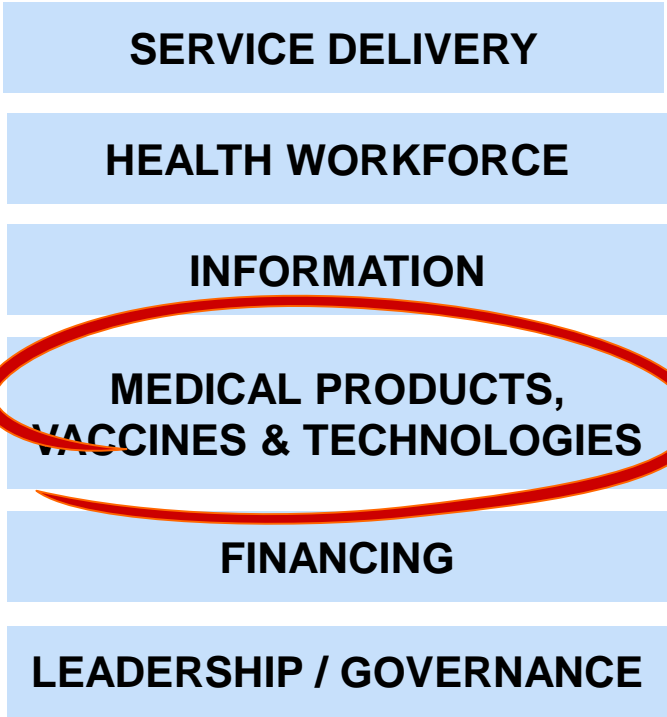 SERVICE DELIVERY
HEALTH WORKFORCE
INFORMATION
MEDICAL PRODUCTS,
VACCINES & TECHNOLOGIES
FINANCING
LEADERSHIP / GOVERNANCE